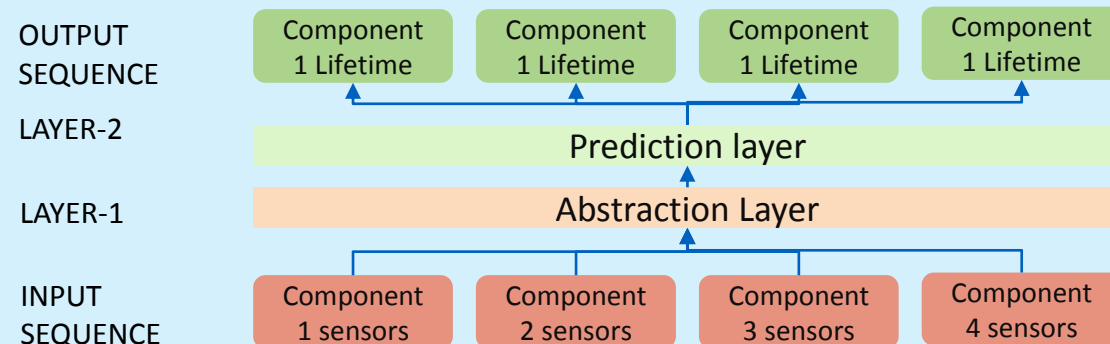 OUTPUT
SEQUENCE
Component
1 Lifetime
Component
1 Lifetime
Component
1 Lifetime
Component
1 Lifetime
LAYER-2
Prediction layer
LAYER-1
Abstraction Layer
INPUT
SEQUENCE
Component
1 sensors
Component
2 sensors
Component
3 sensors
Component
4 sensors